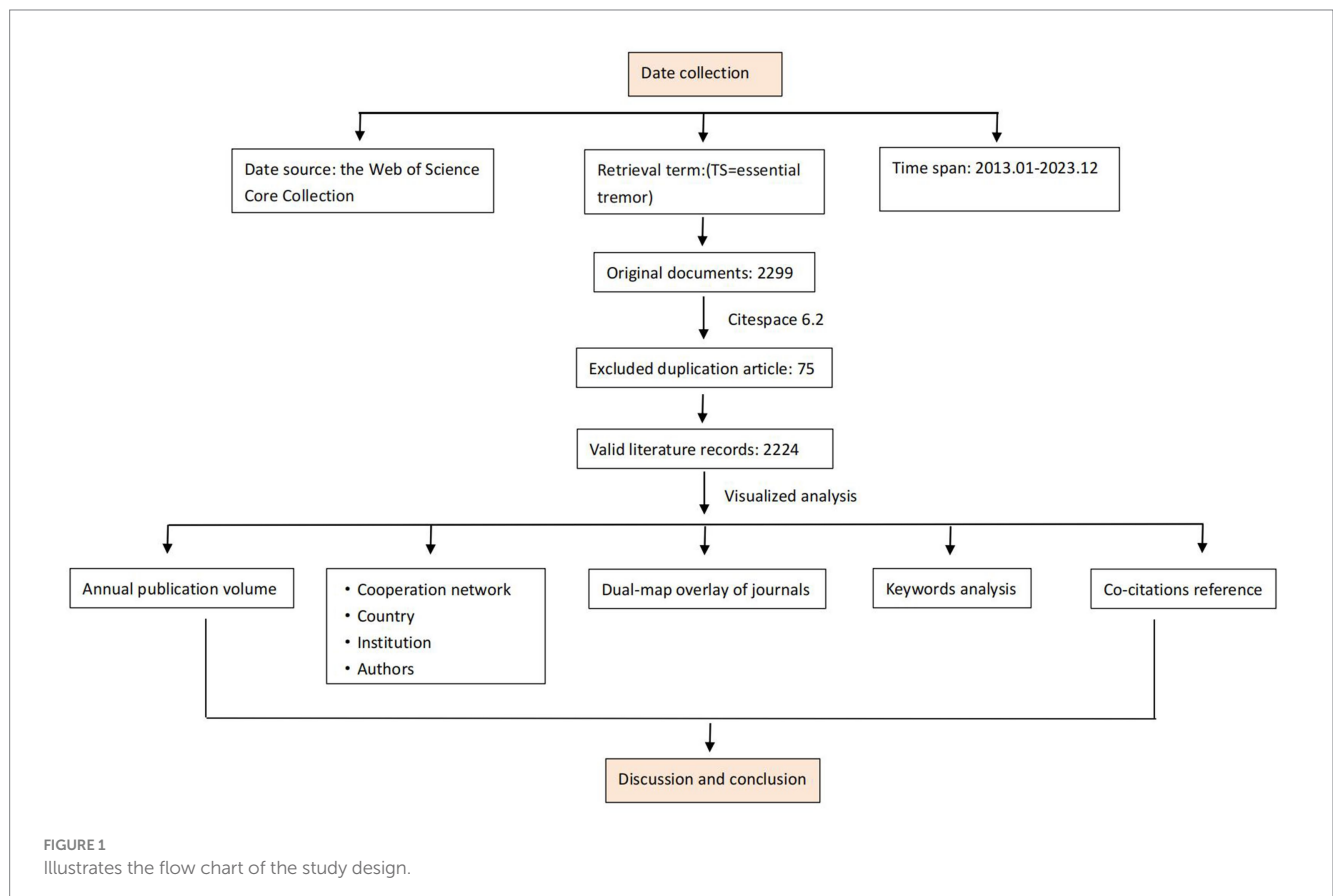 Date collection
Date source: the Web of Science
Core Collection
Retrieval term:(TS=essential
tremor)
Time span: 2013.01-2023.12
Original documents: 2299
Citespace 6.2
Excluded duplication article: 75
Valid literature records: 2224
Visualized analysis
Annual publication volume
• Cooperation network
• Country
• Institution
• Authors
Dual-map overlay of journals
Keywords analysis
Co-citations reference
Discussion and conclusion
FIGURE 1
Illustrates the flow chart of the study design.